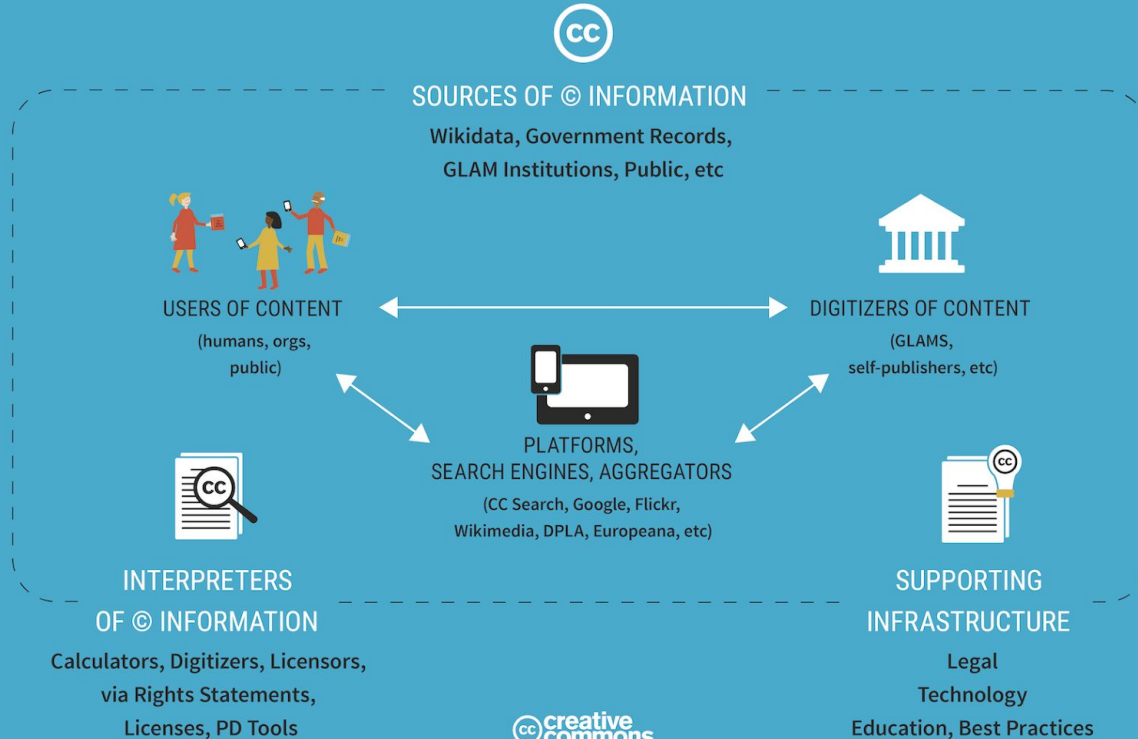 cc
SOURCES OF © INFORMATION
Wikidata, Government Records,
GLAM Institutions, Public, etc
USERS OF CONTENT
(humans, orgs,
public)
DIGITIZERS OF CONTENT
(GLAMS,
self-publishers, etc)
PLATFORMS,
SEARCH ENGINES, AGGREGATORS
(CC Search, Google, Flickr,
Wikimedia, DPLA, Europeana, etc)
cc
cc
INTERPRETERS
OF © INFORMATION
Calculators, Digitizers, Licensors,
via Rights Statements,
Licenses, PD Tools
SUPPORTING
INFRASTRUCTURE
Legal
Technology
Education, Best Practices
cc creative
commons